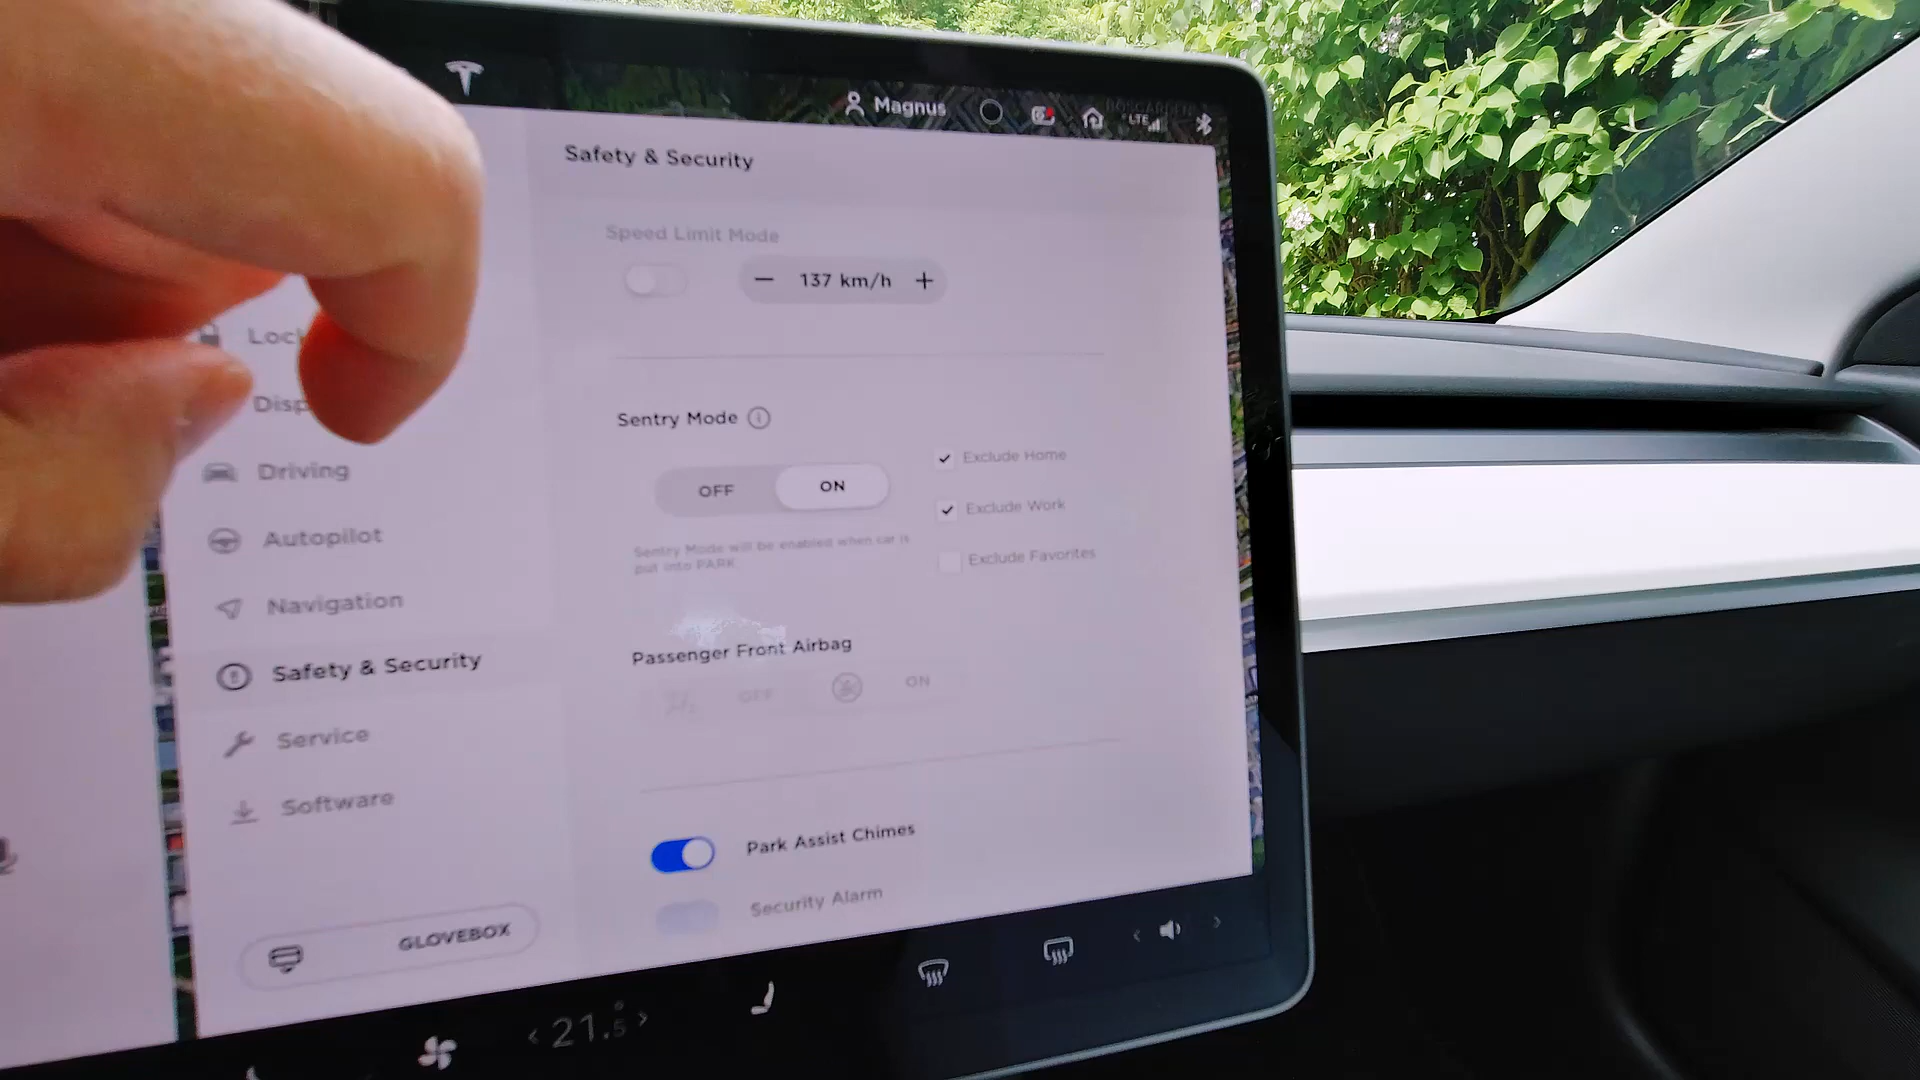 Magnus
LTE
Safety & Security
Speed Limit Mode
137 km/h
Driving
Autopilot
Navigation
Safety & Security
Service
Software
GLOVEBOX
Sentry Mode
OFF ON
Exclude Home
Exclude Work
Exclude Favorites
Sentry Mode will be enabled when car is
put into PARK
Passenger Front Airbag
OFF ON
Park Assist Chimes
Security Alarm
21.5